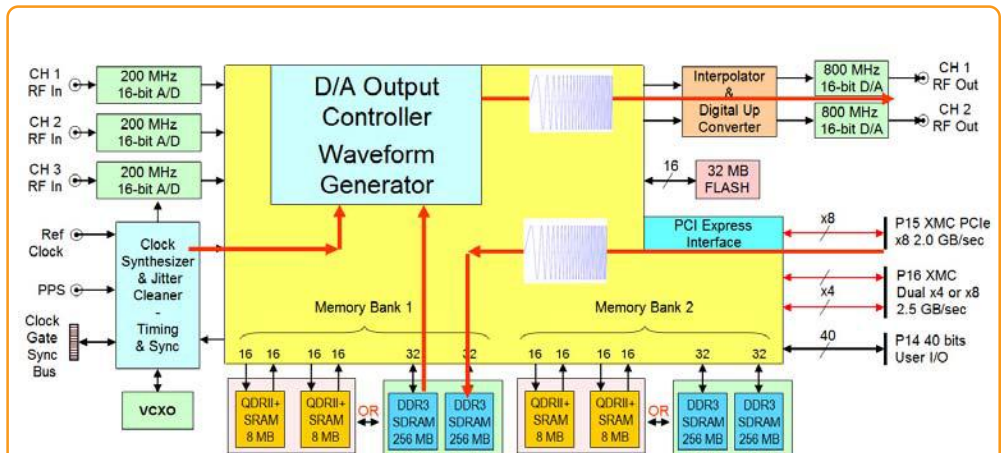 CH 1
RF In
200 MHz
16-bit A/D
CH 2
RF In
200 MHz
16-bit A/D
CH 3
RF In
200 MHz
16-bit A/D
Ref
Clock
PPS
Clock
Gate
Sync
Bus
Clock
Synthesizer
& Jitter
Cleaner
-
Timing
& Sync
VCXO
D/A Output
Controller
Waveform
Generator
Interpolator
&
Digital Up
Converter
800 MHz
16-bit D/A
CH 1
RF Out
800 MHz
16-bit D/A
CH 2
RF Out
16
32 MB
FLASH
PCI Express
Interface
x8
P15 XMC PCIe
x8 2.0 GB/sec
x4
P16 XMC
Dual x4 or x8
2.5 GB/sec
40
P14 40 bits
User I/O
Memory Bank 1
Memory Bank 2
16 16 16 16 32 32 16 16 16 16 32 32
QDRII+
SRAM
8 MB
QDRII+
SRAM
8 MB
OR
DDR3
SDRAM
256 MB
DDR3
SDRAM
256 MB
QDRII+
SRAM
8 MB
QDRII+
SRAM
8 MB
OR
DDR3
SDRAM
256 MB
DDR3
SDRAM
256 MB